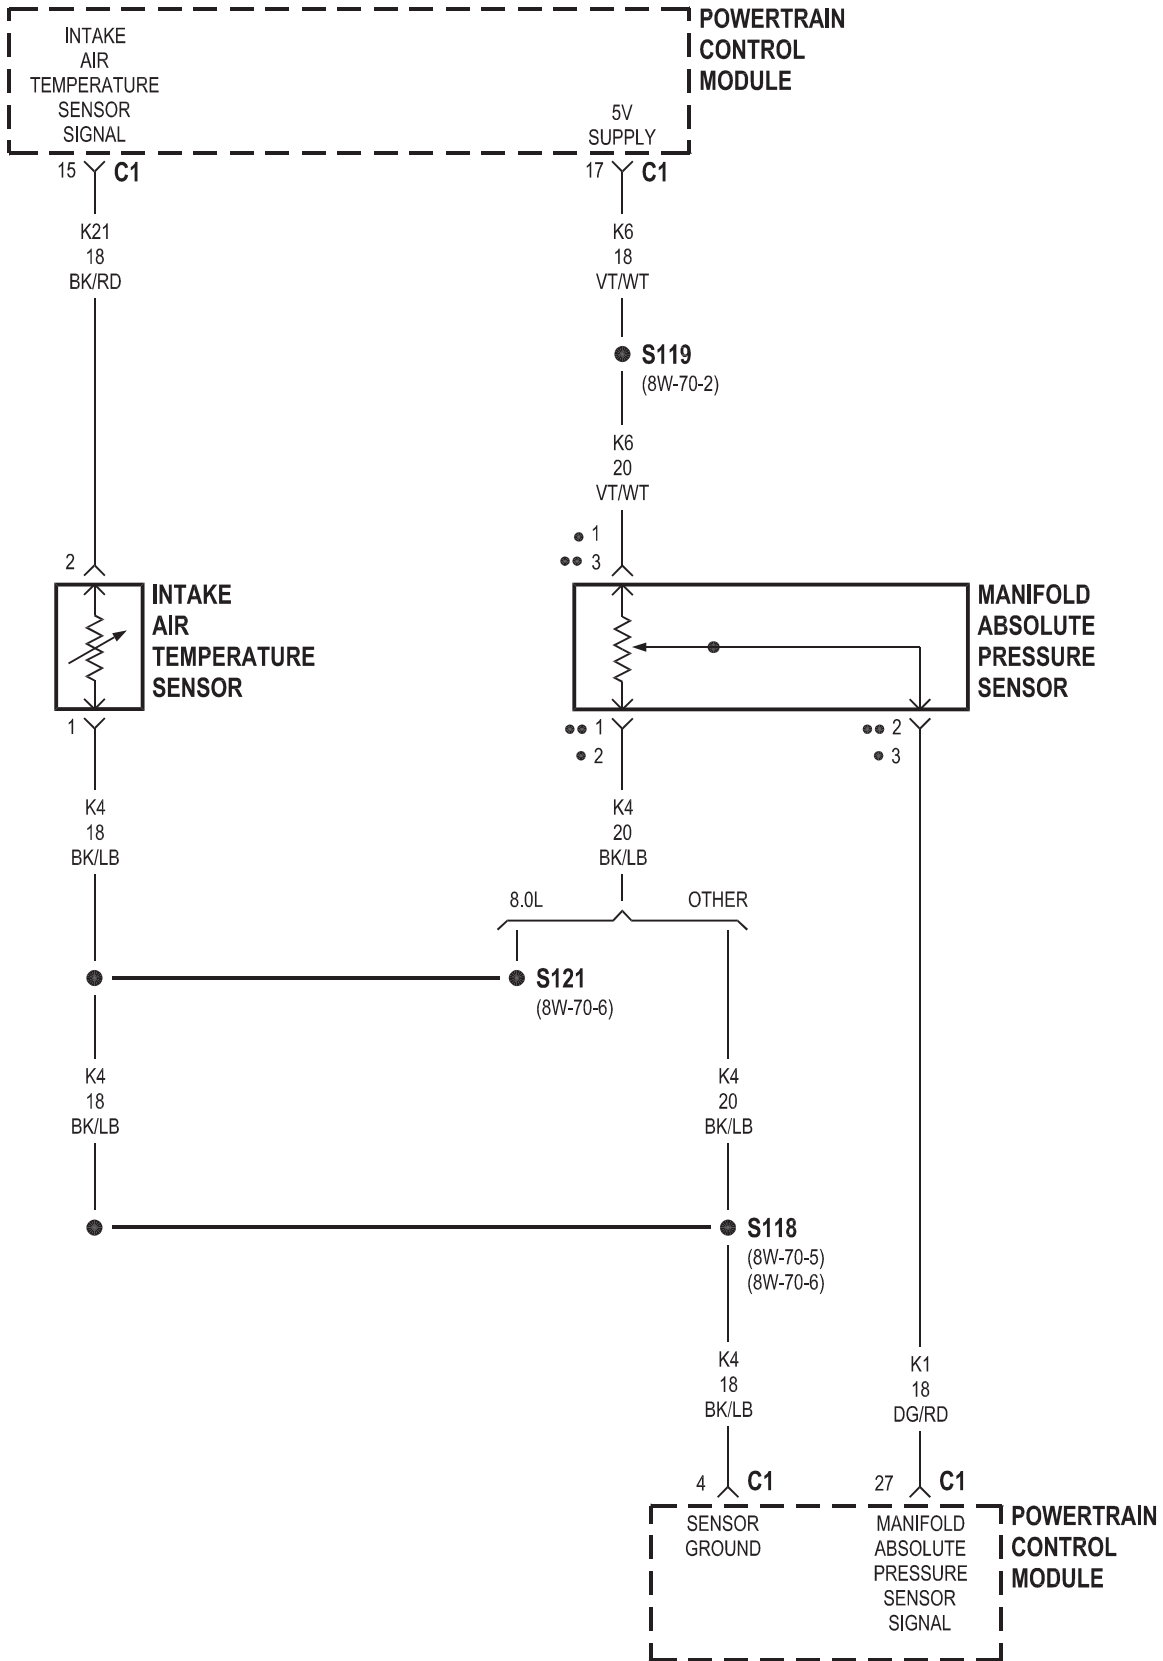 POWERTRAIN
CONTROL
MODULE
INTAKE
AIR
TEMPERATURE
SENSOR
SIGNAL
5V
SUPPLY
15 C1
17 C1
K21
18
BK/RD
K6
18
VT/WT
S119
(8W-70-2)
K6
20
VT/WT
1
3
2
INTAKE
AIR
TEMPERATURE
SENSOR
MANIFOLD
ABSOLUTE
PRESSURE
SENSOR
1
1
2
2
3
K4
18
BK/LB
K4
20
BK/LB
8.0L OTHER
S121
(8W-70-6)
K4
18
BK/LB
K4
20
BK/LB
S118
(8W-70-5)
(8W-70-6)
K4
18
BK/LB
K1
18
DG/RD
4 C1
27 C1
SENSOR
GROUND
MANIFOLD
ABSOLUTE
PRESSURE
SENSOR
SIGNAL
POWERTRAIN
CONTROL
MODULE